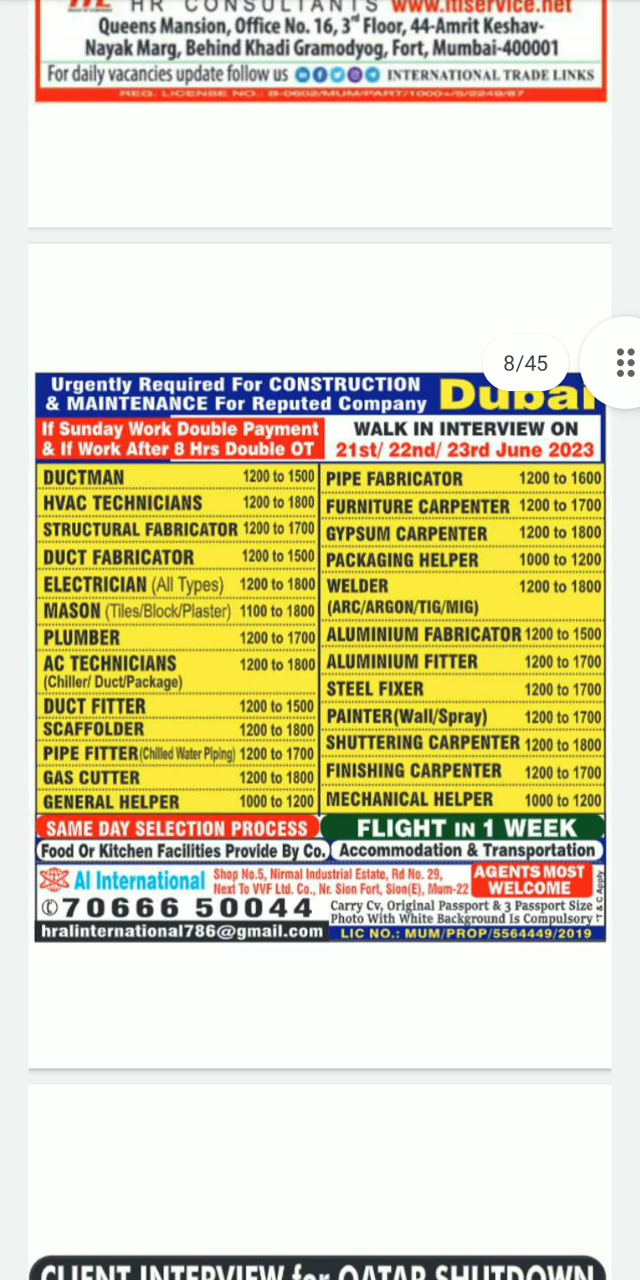 HR CONSULTANTS www.itiservice.net
Queens Mansion, Office No. 16, 3rd Floor, 44-Amrit Keshav-
Nayak Marg, Behind Khadi Gramodyog, Fort, Mumbai-400001
For daily vacancies update follow us INTERNATIONAL TRADE LINKS
REG. LICENSE NO.: B-0602/MUM/PART/1000+/5/2249/87
8/45
Urgently Required For CONSTRUCTION
& MAINTENANCE For Reputed Company Dubai
If Sunday Work Double Payment
& If Work After 8 Hrs Double OT
WALK IN INTERVIEW ON
21st/ 22nd/ 23rd June 2023
DUCTMAN 1200 to 1500
HVAC TECHNICIANS 1200 to 1800
STRUCTURAL FABRICATOR 1200 to 1700
DUCT FABRICATOR 1200 to 1500
ELECTRICIAN (All Types) 1200 to 1800
MASON (Tiles/Block/Plaster) 1100 to 1800
PLUMBER 1200 to 1700
AC TECHNICIANS 1200 to 1800
(Chiller/ Duct/Package)
DUCT FITTER 1200 to 1500
SCAFFOLDER 1200 to 1800
PIPE FITTER (Chilled Water Piping) 1200 to 1700
GAS CUTTER 1200 to 1800
GENERAL HELPER 1000 to 1200
PIPE FABRICATOR 1200 to 1600
FURNITURE CARPENTER 1200 to 1700
GYPSUM CARPENTER 1200 to 1800
PACKAGING HELPER 1000 to 1200
WELDER 1200 to 1800
(ARC/ARGON/TIG/MIG)
ALUMINIUM FABRICATOR 1200 to 1500
ALUMINIUM FITTER 1200 to 1700
STEEL FIXER 1200 to 1700
PAINTER (Wall/Spray) 1200 to 1700
SHUTTERING CARPENTER 1200 to 1800
FINISHING CARPENTER 1200 to 1700
MECHANICAL HELPER 1000 to 1200
SAME DAY SELECTION PROCESS
FLIGHT IN 1 WEEK
Food Or Kitchen Facilities Provide By Co.
Accommodation & Transportation
Al International
Shop No.5, Nirmal Industrial Estate, Rd No. 29,
Next To VVF Ltd. Co., Nr. Sion Fort, Sion(E), Mum-22
AGENTS MOST
WELCOME
T & C Apply
✆70666 50044
Carry Cv, Original Passport & 3 Passport Size
Photo With White Background Is Compulsory
hralinternational786@gmail.com
LIC NO.: MUM/PROP/5564449/2019
CLIENT INTERVIEW for QATAR SHUTDOWN